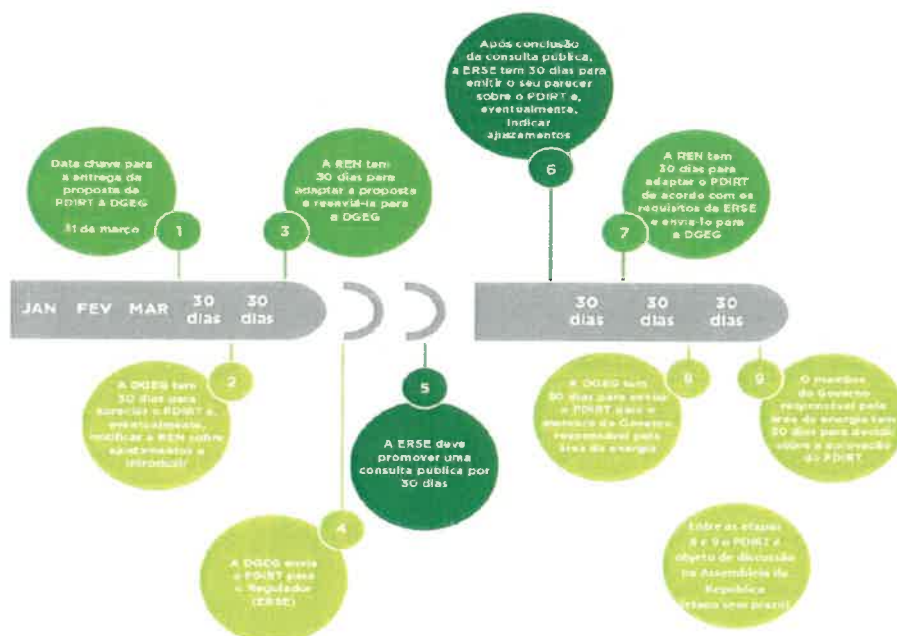 Após conclusão
da consulta pública,
a ERSE tem 30 dias para
emitir o seu parecer
sobre o PDIRT e,
eventualmente,
indicar
ajustamentos
6
Data chave para
a entrega da
proposta de
PDIRT à DGEG
31 de março
1
A REN tem
30 dias para
adaptar a proposta
e reenviá-la para
a DGEG
3
A REN tem
30 dias para
adaptar o PDIRT
de acordo com os
requisitos da ERSE
e enviá-lo para
a DGEG
7
JAN FEV MAR 30 dias 30 dias
30 dias 30 dias 30 dias
2
A DGEG tem
30 dias para
apreciar o PDIRT e,
eventualmente,
notificar a REN sobre
ajustamentos a
introduzir
5
A ERSE deve
promover uma
consulta pública por
30 dias
8
A DGEG tem
30 dias para enviar
o PDIRT para o
membro do Governo
responsável pela
área da energia
9
O membro
do Governo
responsável pela
área da energia tem
30 dias para decidir
sobre a aprovação
do PDIRT
4
A DGEG envia
o PDIRT para
o Regulador
(ERSE)
Entre as etapas
8 e 9 o PDIRT é
objeto de discussão
na Assembleia da
República
(etapa sem prazo)